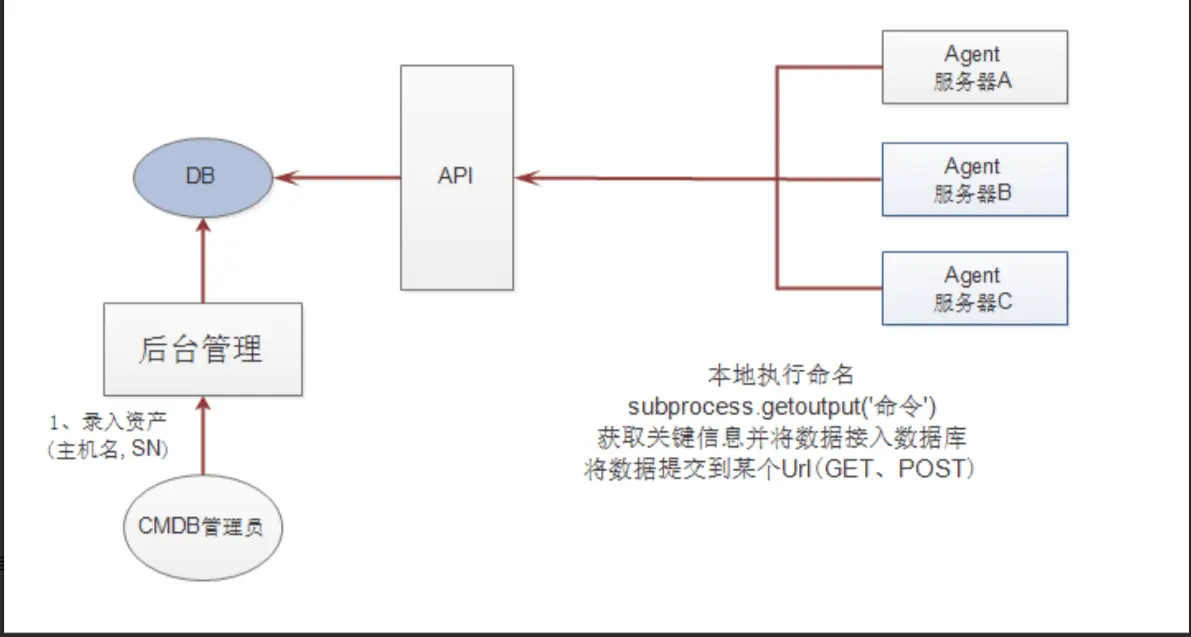 Agent
服务器A
DB
API
Agent
服务器B
Agent
服务器C
后台管理
1、录入资产
(主机名, SN)
CMDB管理员
本地执行命名
subprocess.getoutput('命令')
获取关键信息并将数据接入数据库
将数据提交到某个Url(GET、POST)